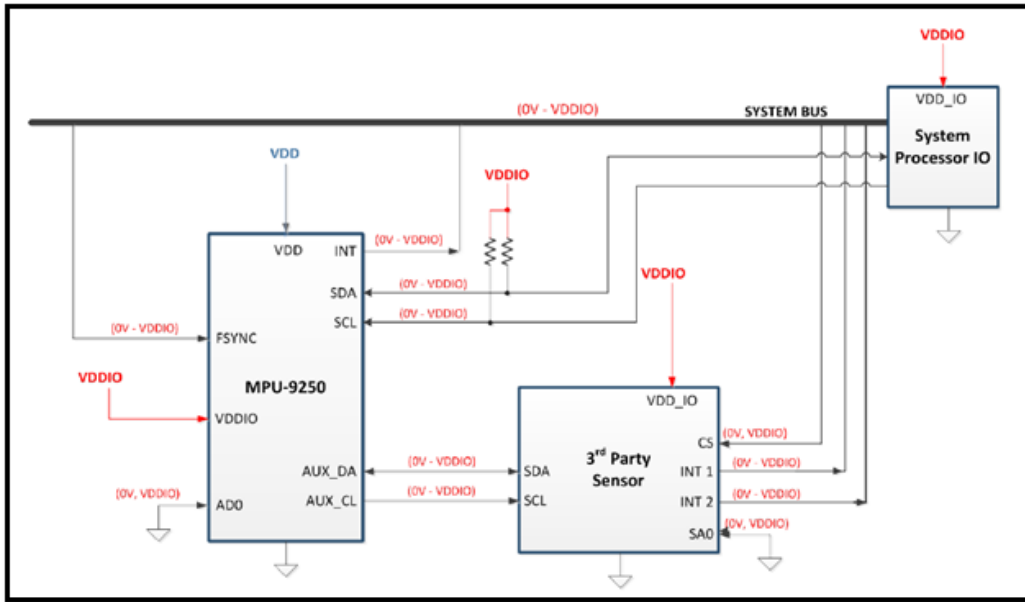 VDDIO
VDD_IO
System
Processor IO
(0V - VDDIO)
SYSTEM BUS
VDD
VDDIO
VDD
INT
(0V - VDDIO)
SDA
(0V - VDDIO)
SCL
(0V - VDDIO)
(0V - VDDIO)
FSYNC
VDDIO
MPU-9250
VDDIO
VDDIO
VDD_IO
CS
(0V, VDDIO)
3rd Party
Sensor
AUX_DA
(0V - VDDIO)
SDA
INT 1
(0V - VDDIO)
AUX_CL
(0V - VDDIO)
SCL
INT 2
(0V - VDDIO)
(0V, VDDIO)
AD0
SA0
(0V, VDDIO)